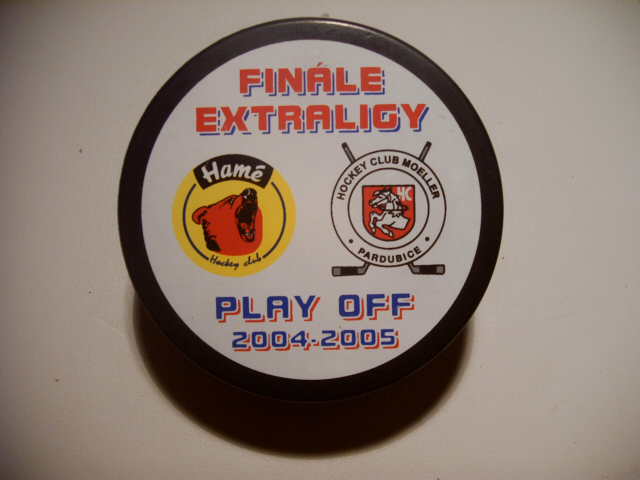 FINÁLE
EXTRALIGY
Hamé
Hockey club
HOCKEY CLUB MOELLER
HC
· PARDUBICE ·
PLAY OFF
2004-2005